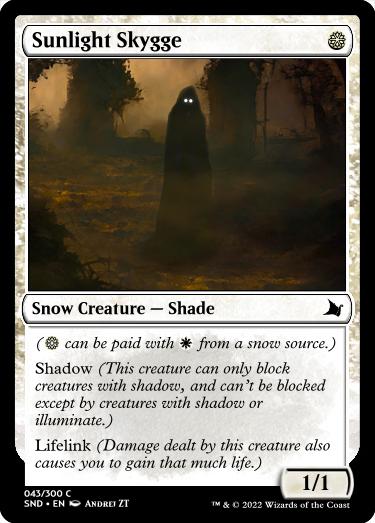 Sunlight Skygge
Snow Creature — Shade
( can be paid with from a snow source.)
Shadow (This creature can only block
creatures with shadow, and can't be blocked
except by creatures with shadow or
illuminate.)
Lifelink (Damage dealt by this creature also
causes you to gain that much life.)
1/1
043/300 C
SND • EN Andrei ZT
™ & © 2022 Wizards of the Coast